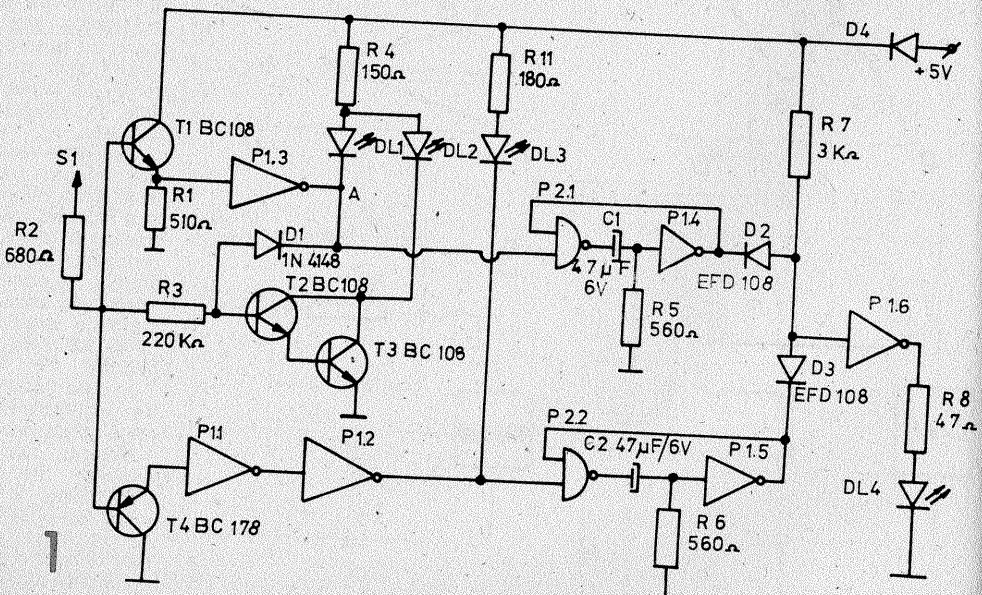 D4
+5V
R4
150Ω
R11
180Ω
R7
3KΩ
T1 BC108
S1
P1.3
DL1
DL2
DL3
A
R1
510Ω
R2
680Ω
D1
1N 4148
P2.1
C1
47µF
6V
P1.4
D2
EFD 108
R3
220KΩ
T2 BC108
T3 BC 108
R5
560Ω
P1.6
D3
EFD108
R8
47Ω
P1.1
P1.2
P2.2
C2 47µF/6V
P1.5
DL4
T4 BC 178
R6
560Ω
1